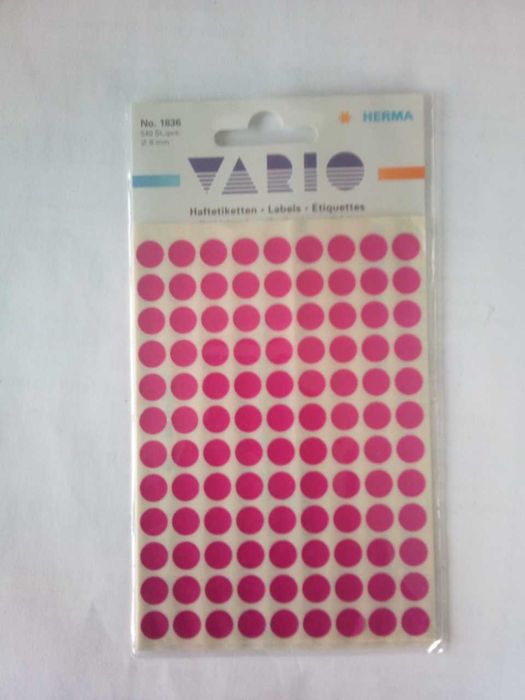 No. 1836
540 St./pcs
Ø 8 mm
HERMA
VARIO
Haftetiketten • Labels • Etiquettes